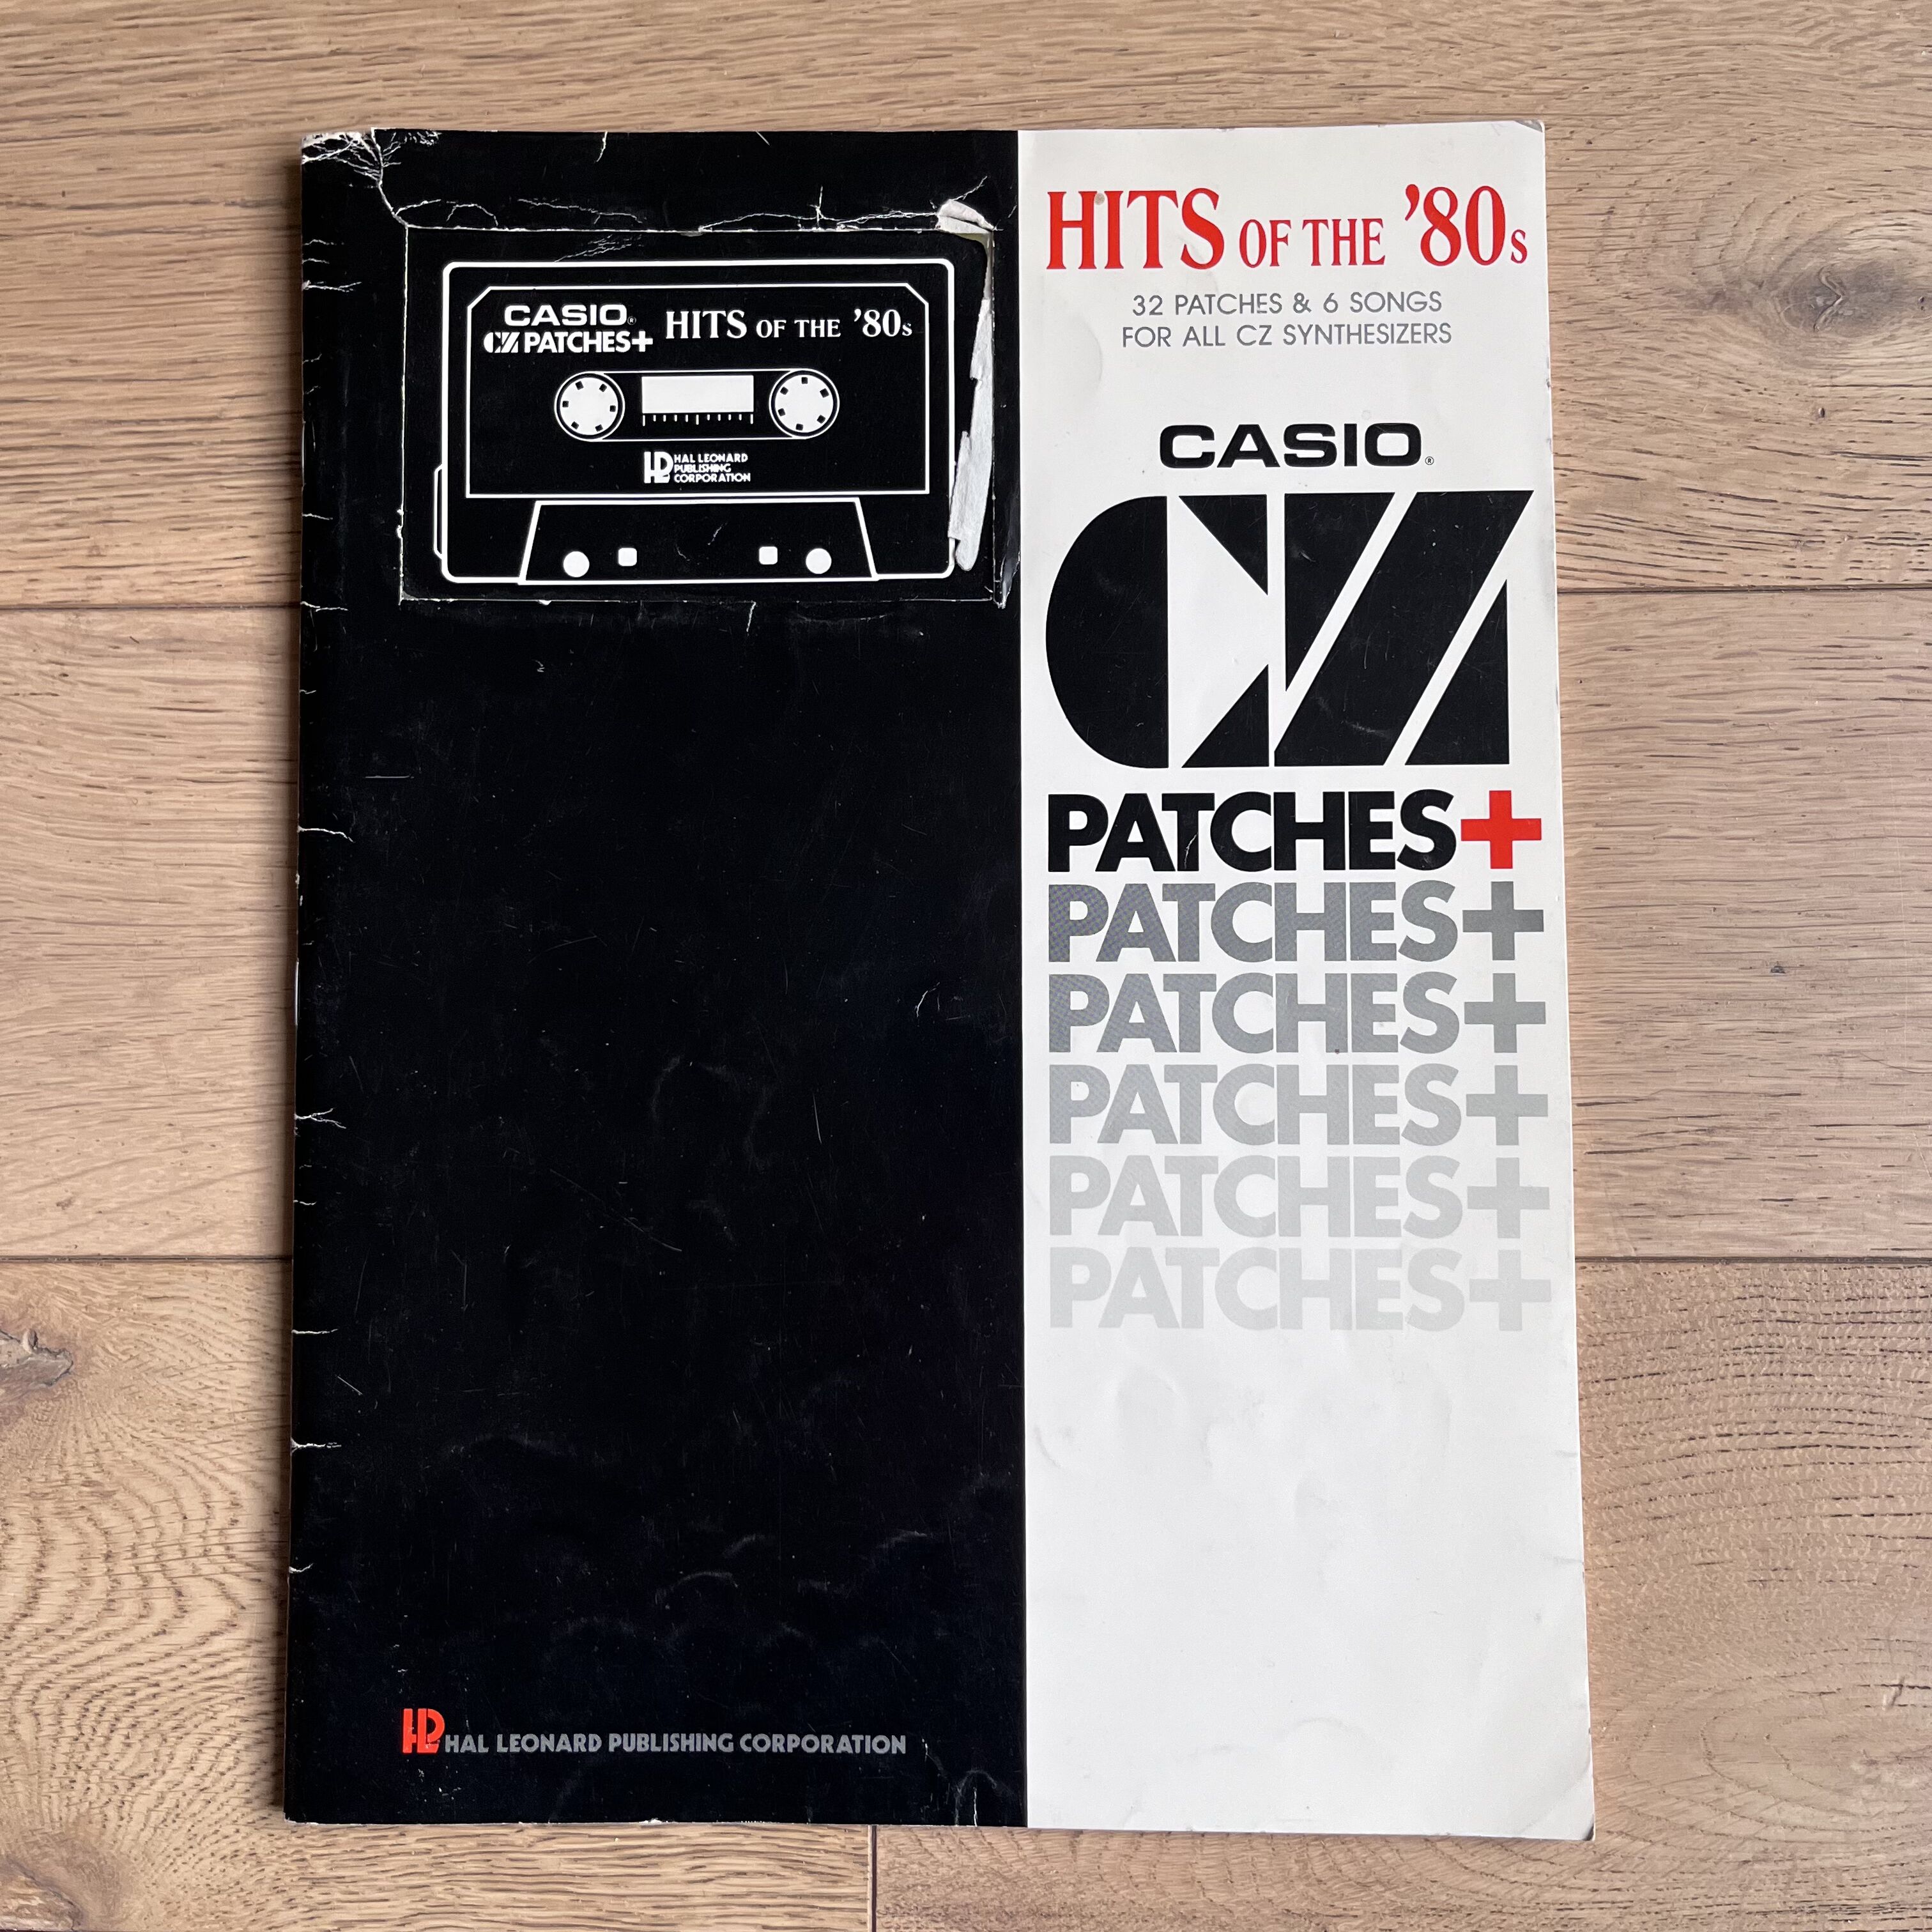 CASIO®
CZ PATCHES+
HITS OF THE '80s
HAL LEONARD
PUBLISHING
CORPORATION
HAL LEONARD PUBLISHING CORPORATION
HITS OF THE '80s
32 PATCHES & 6 SONGS
FOR ALL CZ SYNTHESIZERS
CASIO®
CZ
PATCHES+
PATCHES+
PATCHES+
PATCHES+
PATCHES+
PATCHES+